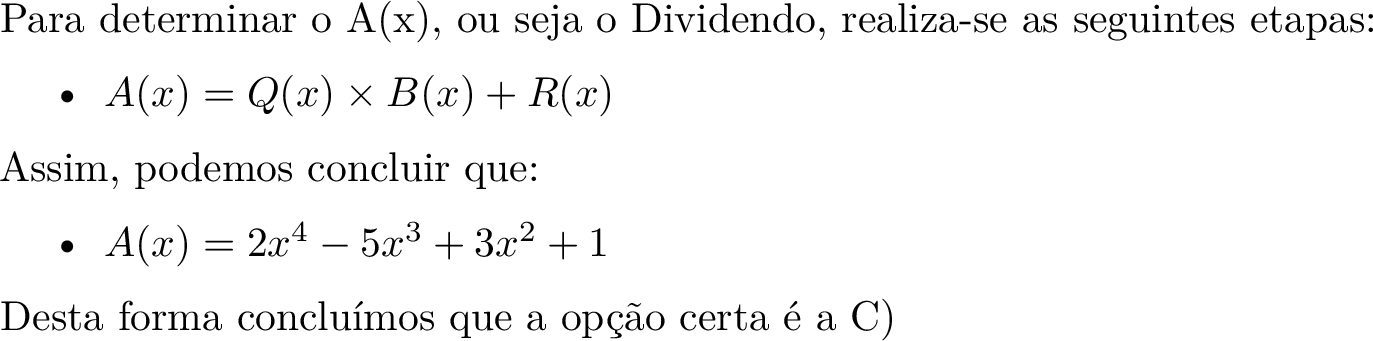 Para determinar o A(x), ou seja o Dividendo, realiza-se as seguintes etapas:
• A(x) = Q(x) × B(x) + R(x)
Assim, podemos concluir que:
• A(x) = 2x⁴ − 5x³ + 3x² + 1
Desta forma concluímos que a opção certa é a C)